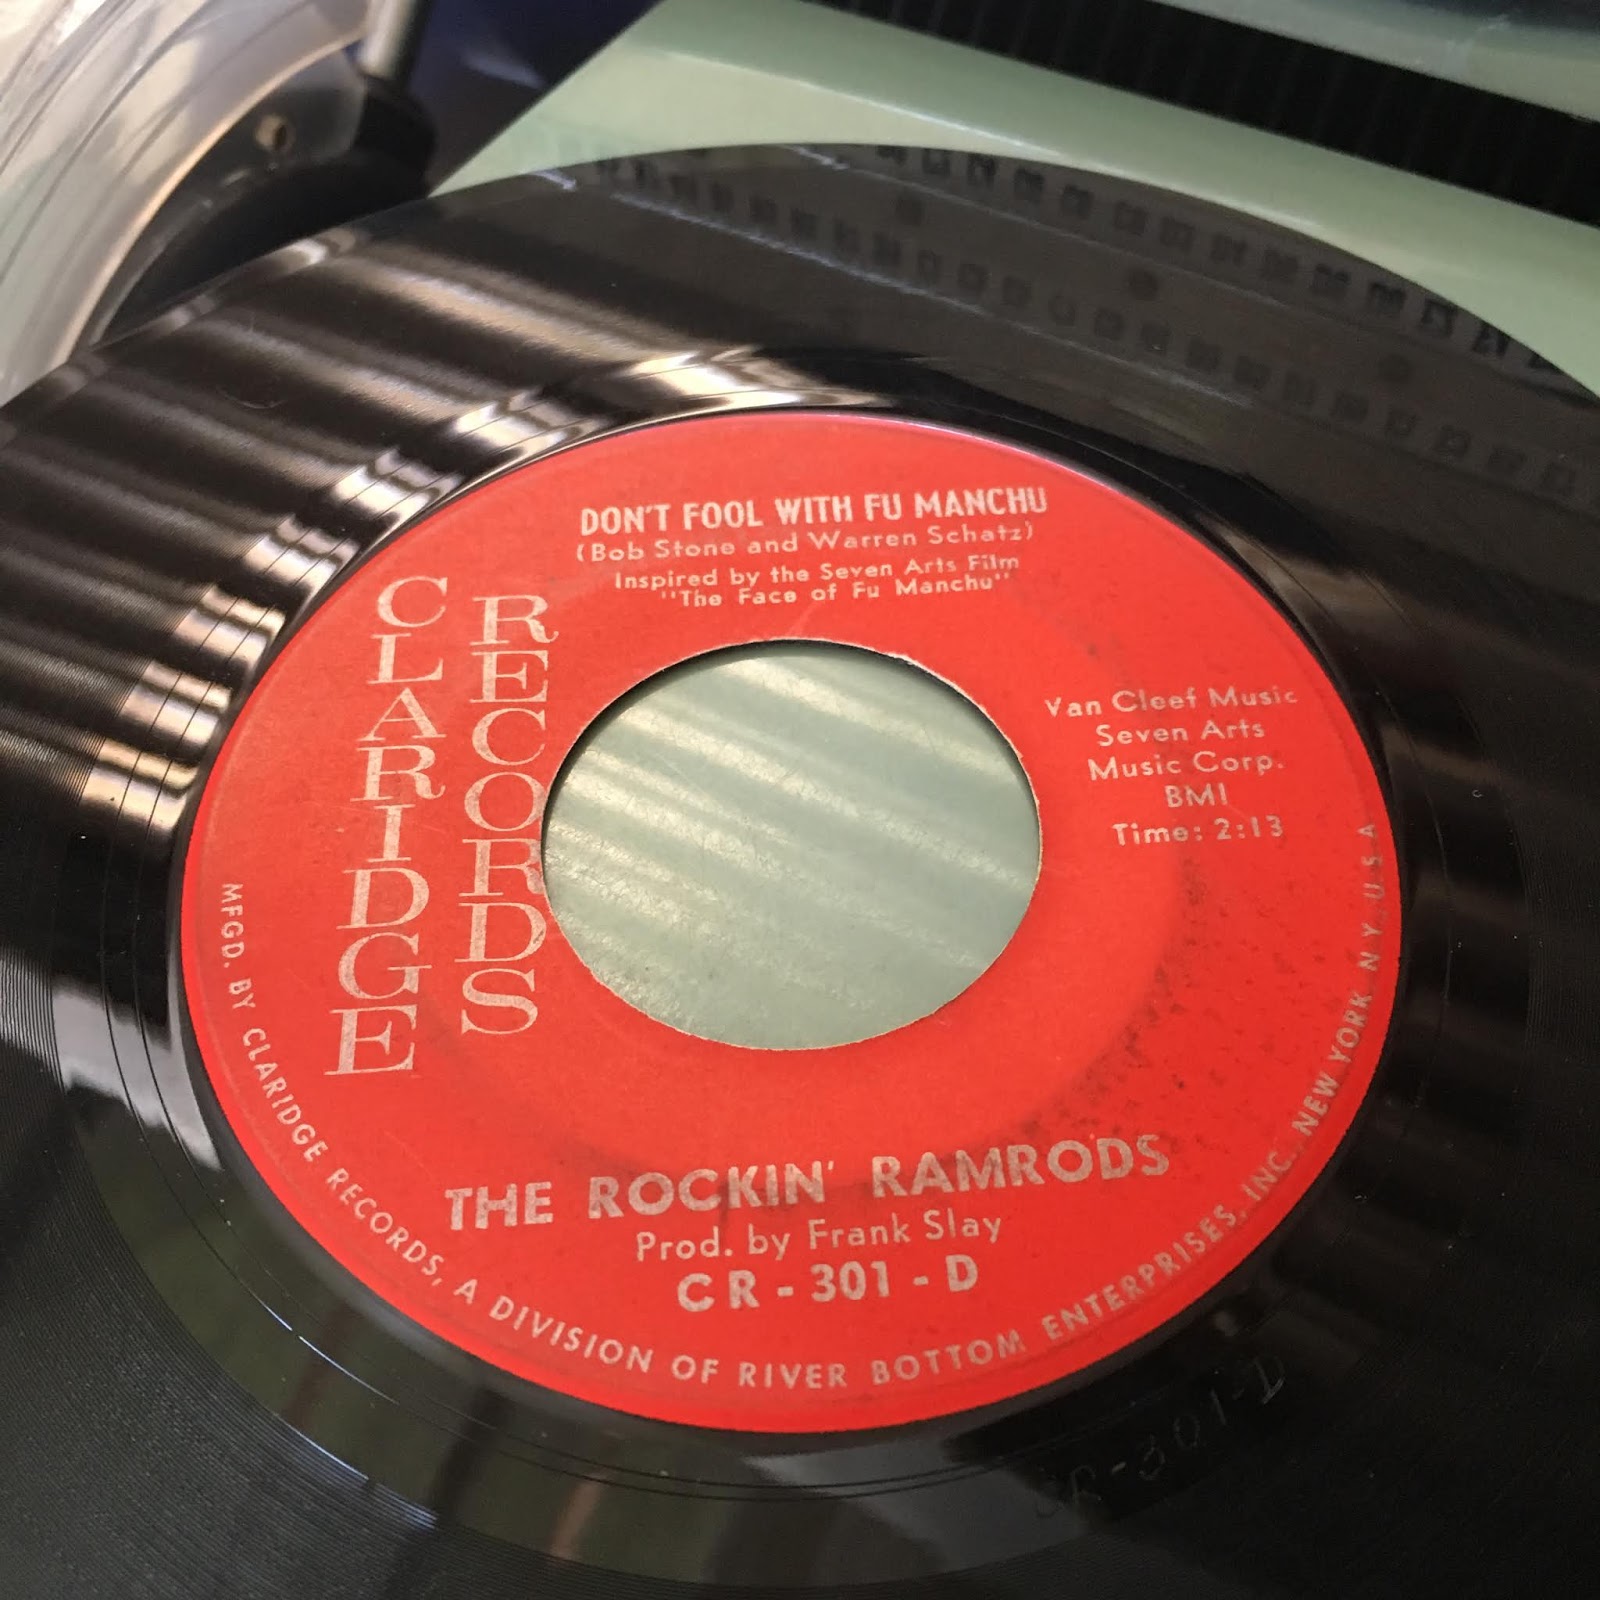 DON'T FOOL WITH FU MANCHU
(Bob Stone and Warren Schatz)
Inspired by the Seven Arts Film
"The Face of Fu Manchu"
CLARIDGE
RECORDS
Van Cleef Music
Seven Arts
Music Corp.
BMI
Time: 2:13
THE ROCKIN' RAMRODS
Prod. by Frank Slay
CR-301-D
MFGD. BY CLARIDGE RECORDS, A DIVISION OF RIVER BOTTOM ENTERPRISES, INC., NEW YORK N.Y. U.S.A
CR-301-D